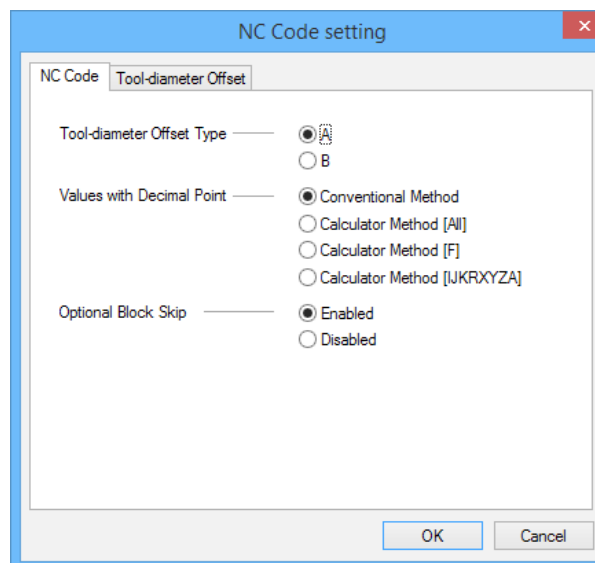 NC Code setting
NC Code Tool-diameter Offset
Tool-diameter Offset Type A
B
Values with Decimal Point Conventional Method
Calculator Method [All]
Calculator Method [F]
Calculator Method [IJKRXYZA]
Optional Block Skip Enabled
Disabled
OK Cancel